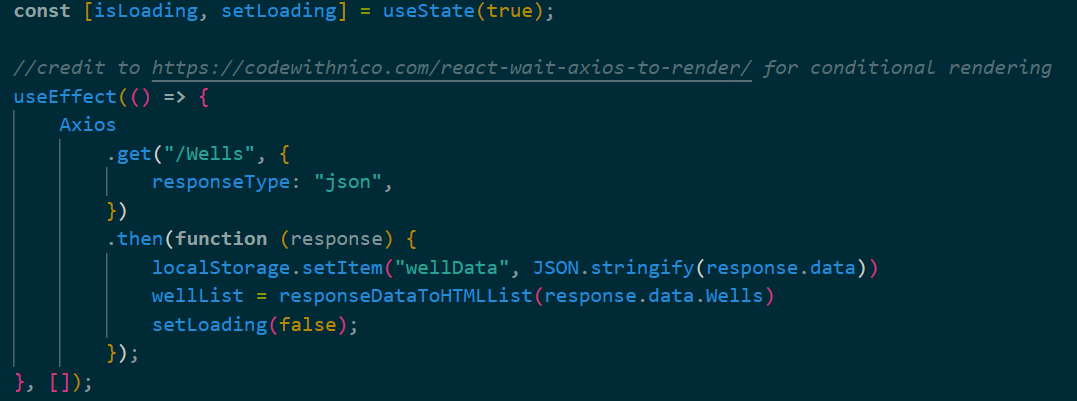 const [isLoading, setLoading] = useState(true);
//credit to https://codewithnico.com/react-wait-axios-to-render/ for conditional rendering
useEffect(() => {
Axios
.get("/Wells", {
responseType: "json",
})
.then(function (response) {
localStorage.setItem("wellData", JSON.stringify(response.data))
wellList = responseDataToHTMLList(response.data.Wells)
setLoading(false);
});
}, []);